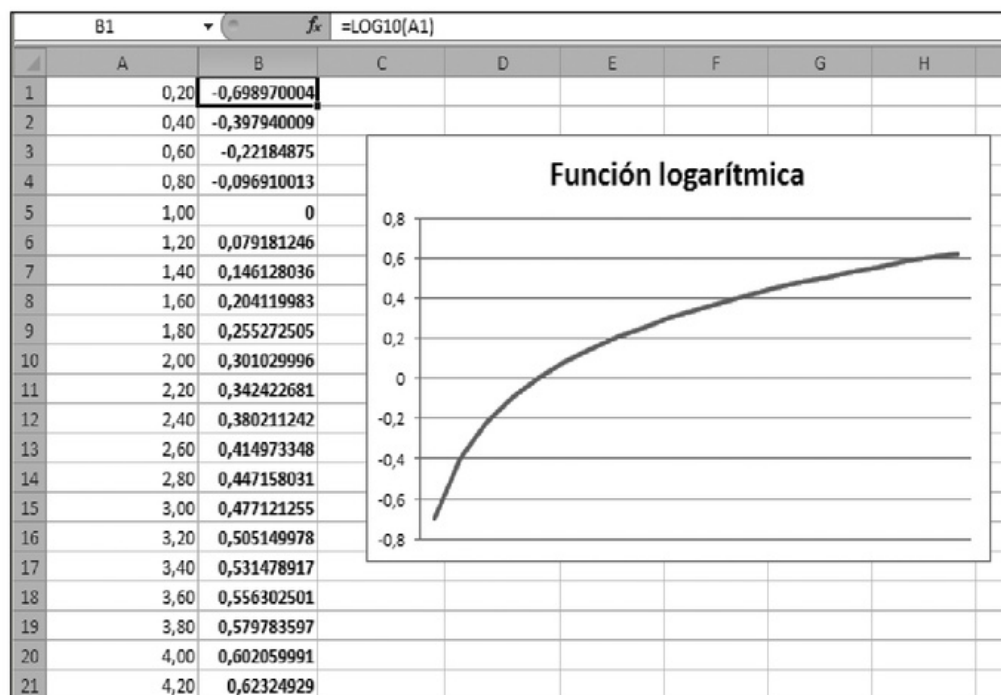 B1 fx =LOG10(A1)
A B C D E F G H
1 0,20 -0,698970004
2 0,40 -0,397940009
3 0,60 -0,22184875
4 0,80 -0,096910013
5 1,00 0
6 1,20 0,079181246
7 1,40 0,146128036
8 1,60 0,204119983
9 1,80 0,255272505
10 2,00 0,301029996
11 2,20 0,342422681
12 2,40 0,380211242
13 2,60 0,414973348
14 2,80 0,447158031
15 3,00 0,477121255
16 3,20 0,505149978
17 3,40 0,531478917
18 3,60 0,556302501
19 3,80 0,579783597
20 4,00 0,602059991
21 4,20 0,62324929
Función logarítmica
0,8
0,6
0,4
0,2
0
-0,2
-0,4
-0,6
-0,8